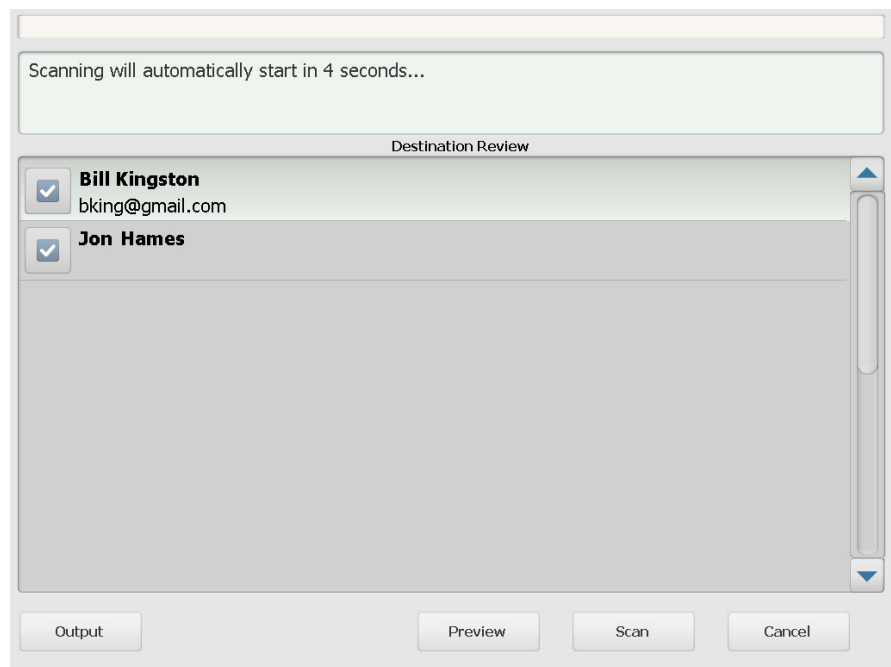 Scanning will automatically start in 4 seconds...
Destination Review
Bill Kingston
bking@gmail.com
Jon Hames
Output
Preview
Scan
Cancel